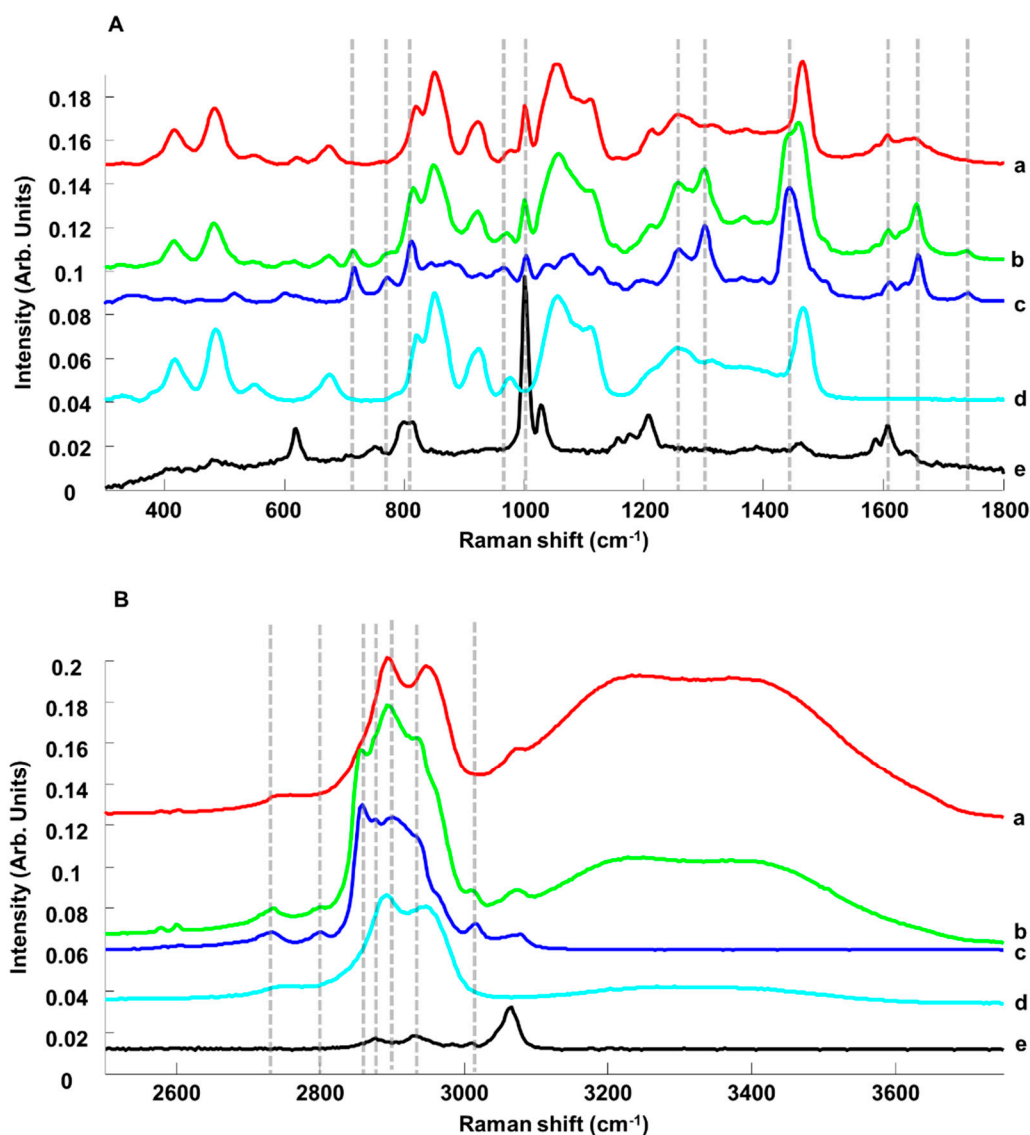 A
0.18
0.16
0.14
0.12
0.1
0.08
0.06
0.04
0.02
0
Intensity (Arb. Units)
a
b
c
d
e
400 600 800 1000 1200 1400 1600 1800
Raman shift (cm-1)
B
0.2
0.18
0.16
0.14
0.12
0.1
0.08
0.06
0.04
0.02
0
Intensity (Arb. Units)
a
b
c
d
e
2600 2800 3000 3200 3400 3600
Raman shift (cm-1)